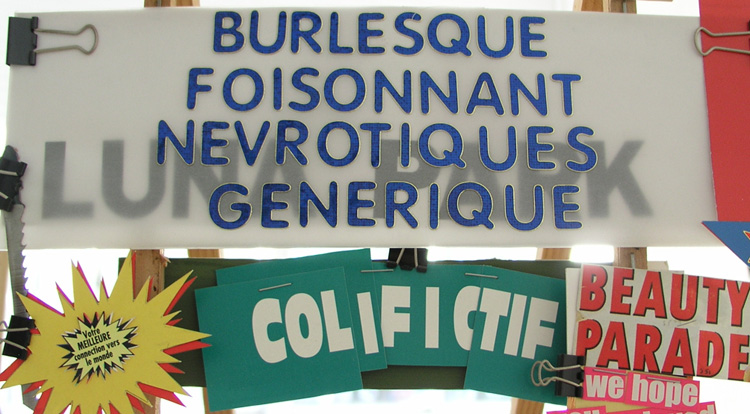 BURLESQUE
FOISONNANT
NEVROTIQUES
LUNA PARK
GENERIQUE
COLIFICTIF
BEAUTY
PARADE
we hope
Votre
MEILLEURE
connection vers
le monde